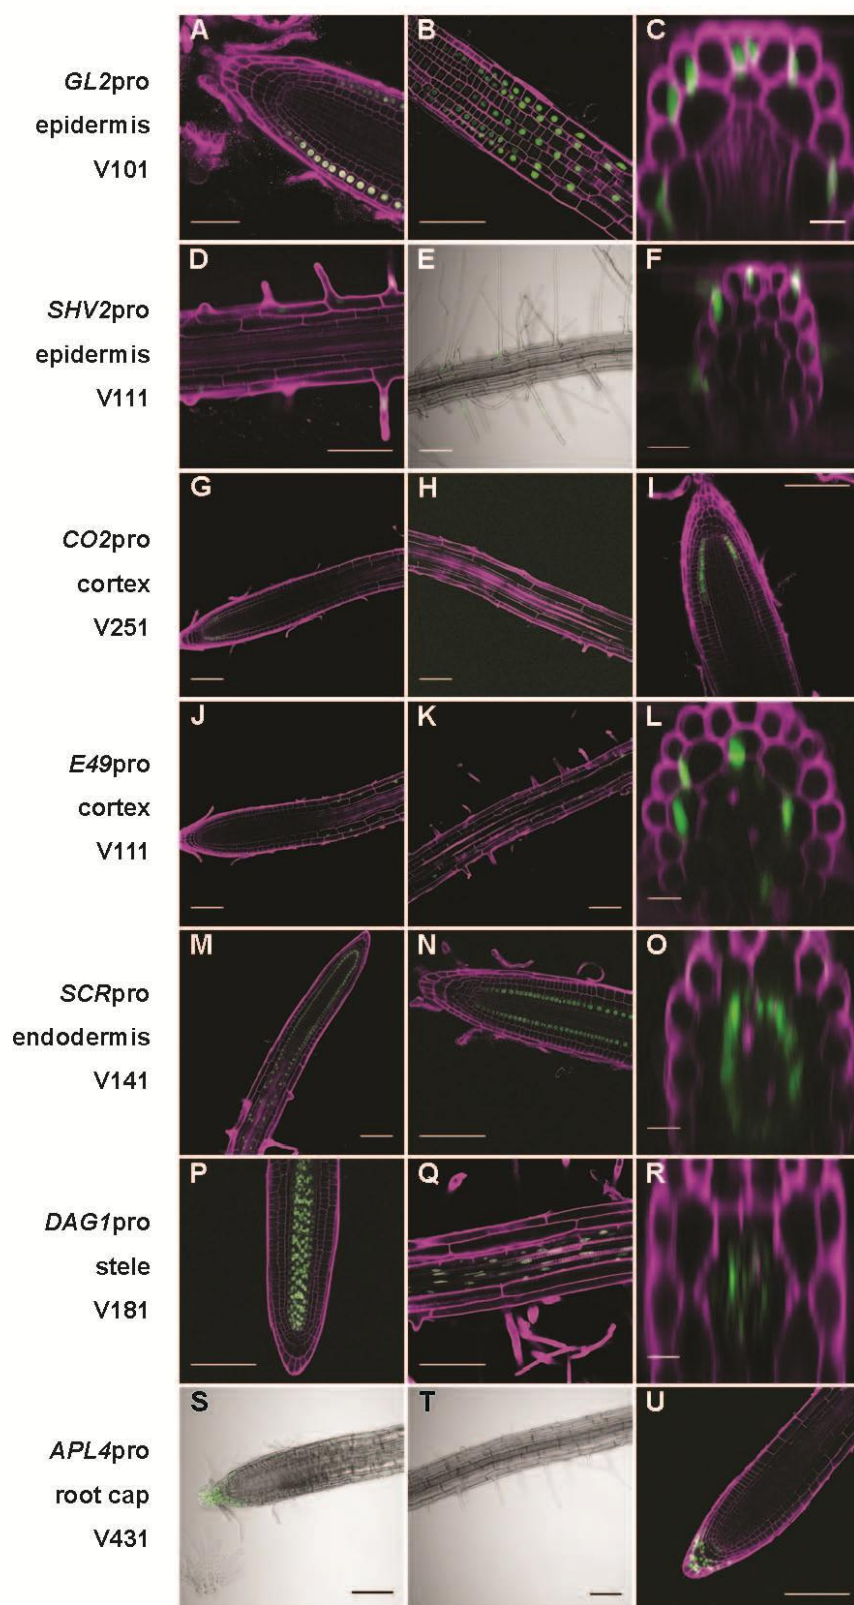 A B C
GL2pro
epidermis
V101
D E F
SHV2pro
epidermis
V111
G H I
CO2pro
cortex
V251
J K L
E49pro
cortex
V111
M N O
SCRpro
endodermis
V141
P Q R
DAG1pro
stele
V181
S T U
APL4pro
root cap
V431